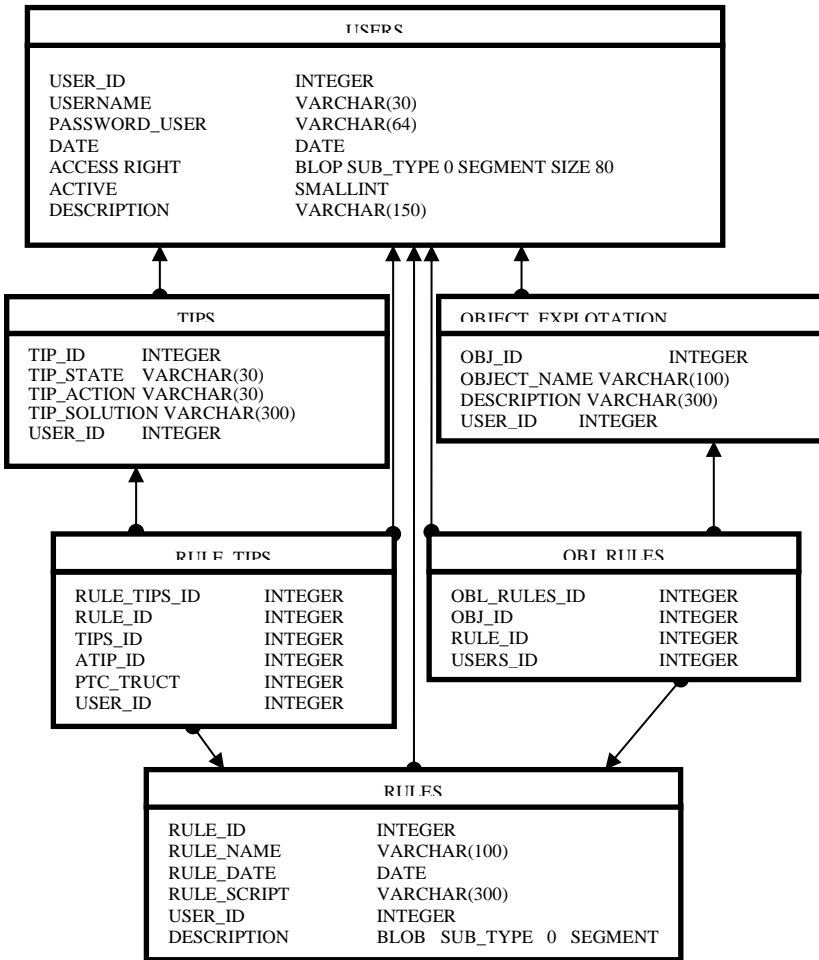 USERS
USER_ID INTEGER
USERNAME VARCHAR(30)
PASSWORD_USER VARCHAR(64)
DATE DATE
ACCESS RIGHT BLOP SUB_TYPE 0 SEGMENT SIZE 80
ACTIVE SMALLINT
DESCRIPTION VARCHAR(150)
TIPS
TIP_ID INTEGER
TIP_STATE VARCHAR(30)
TIP_ACTION VARCHAR(30)
TIP_SOLUTION VARCHAR(300)
USER_ID INTEGER
OBJECT_EXPLOTATION
OBJ_ID INTEGER
OBJECT_NAME VARCHAR(100)
DESCRIPTION VARCHAR(300)
USER_ID INTEGER
RULE_TIPS
RULE_TIPS_ID INTEGER
RULE_ID INTEGER
TIPS_ID INTEGER
ATIP_ID INTEGER
PTC_TRUCT INTEGER
USER_ID INTEGER
OBJ_RULES
OBL_RULES_ID INTEGER
OBJ_ID INTEGER
RULE_ID INTEGER
USERS_ID INTEGER
RULES
RULE_ID INTEGER
RULE_NAME VARCHAR(100)
RULE_DATE DATE
RULE_SCRIPT VARCHAR(300)
USER_ID INTEGER
DESCRIPTION BLOB SUB_TYPE 0 SEGMENT